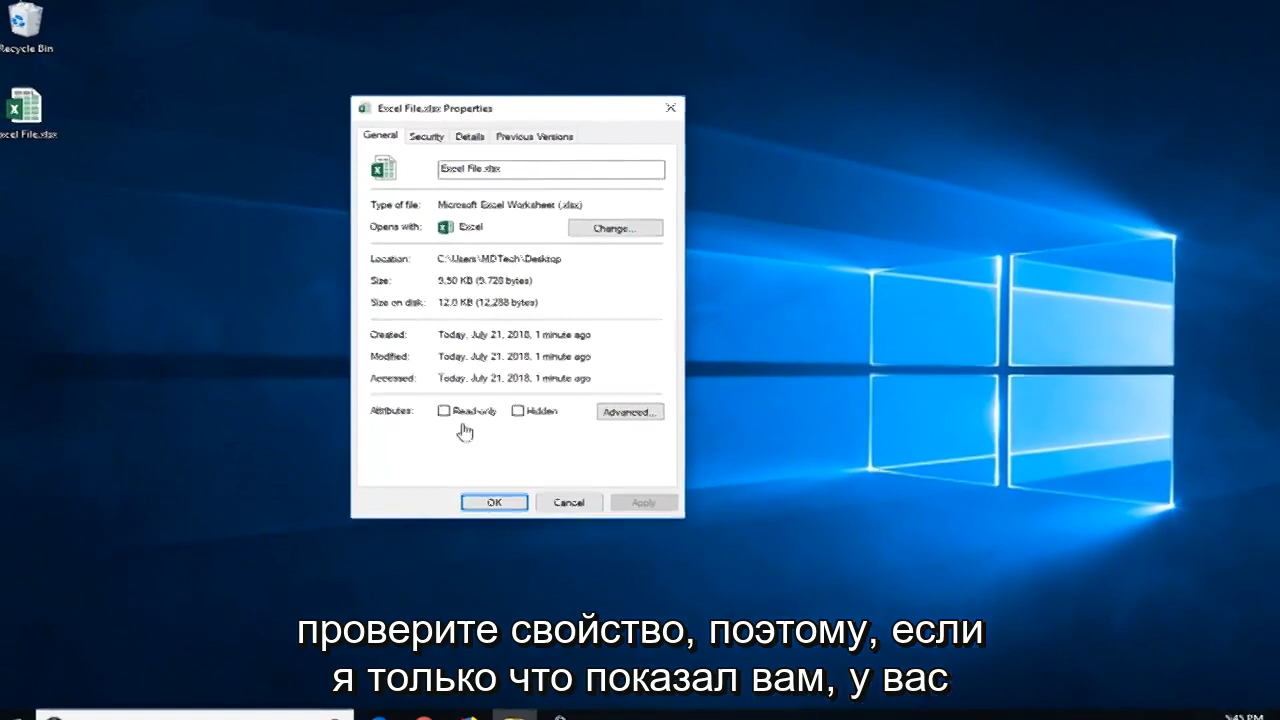 Recycle Bin
Excel File.xlsx
Excel File.xlsx Properties
General Security Details Previous Versions
Excel File.xlsx
Type of file: Microsoft Excel Worksheet (.xlsx)
Opens with: Excel Change...
Location: C:\Users\MDTech\Desktop
Size: 9.50 KB (9,728 bytes)
Size on disk: 12.0 KB (12,288 bytes)
Created: Today, July 21, 2018, 1 minute ago
Modified: Today, July 21, 2018, 1 minute ago
Accessed: Today, July 21, 2018, 1 minute ago
Attributes: Read-only Hidden Advanced...
OK Cancel Apply
проверите свойство, поэтому, если
я только что показал вам, у вас